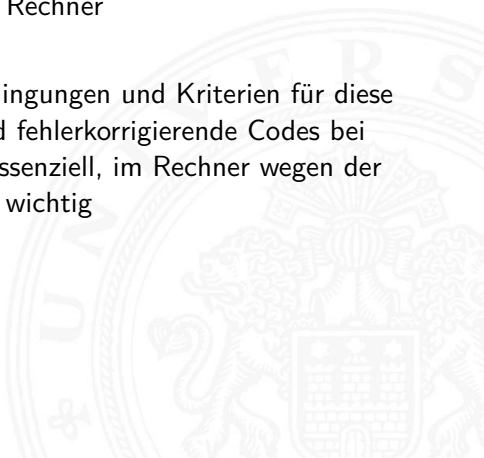 Rechner
ingungen und Kriterien für diese
d fehlerkorrigierende Codes bei
ssenziell, im Rechner wegen der
wichtig
U N I V E R S